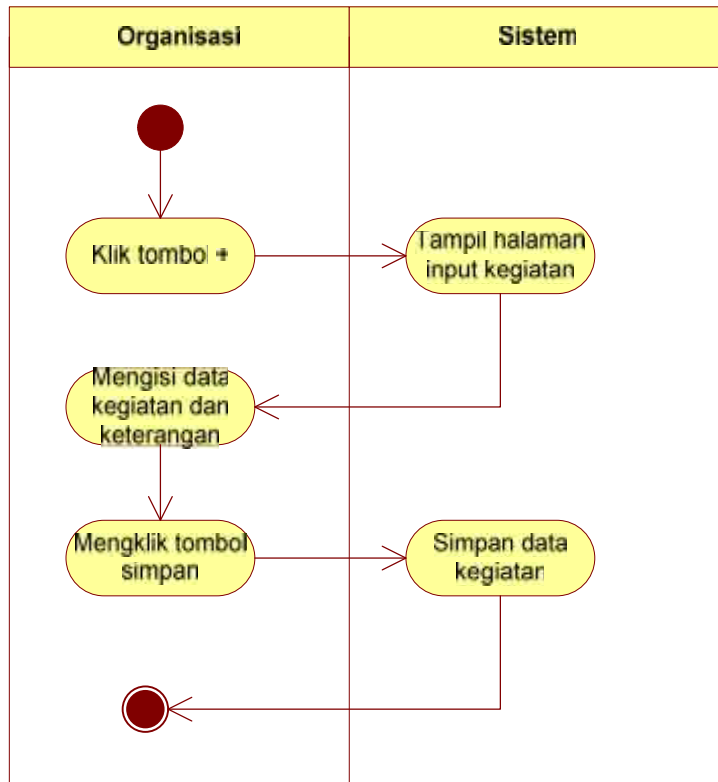 Organisasi
Sistem
Klik tombol +
Tampil halaman
input kegiatan
Mengisi data
kegiatan dan
keterangan
Mengklik tombol
simpan
Simpan data
kegiatan